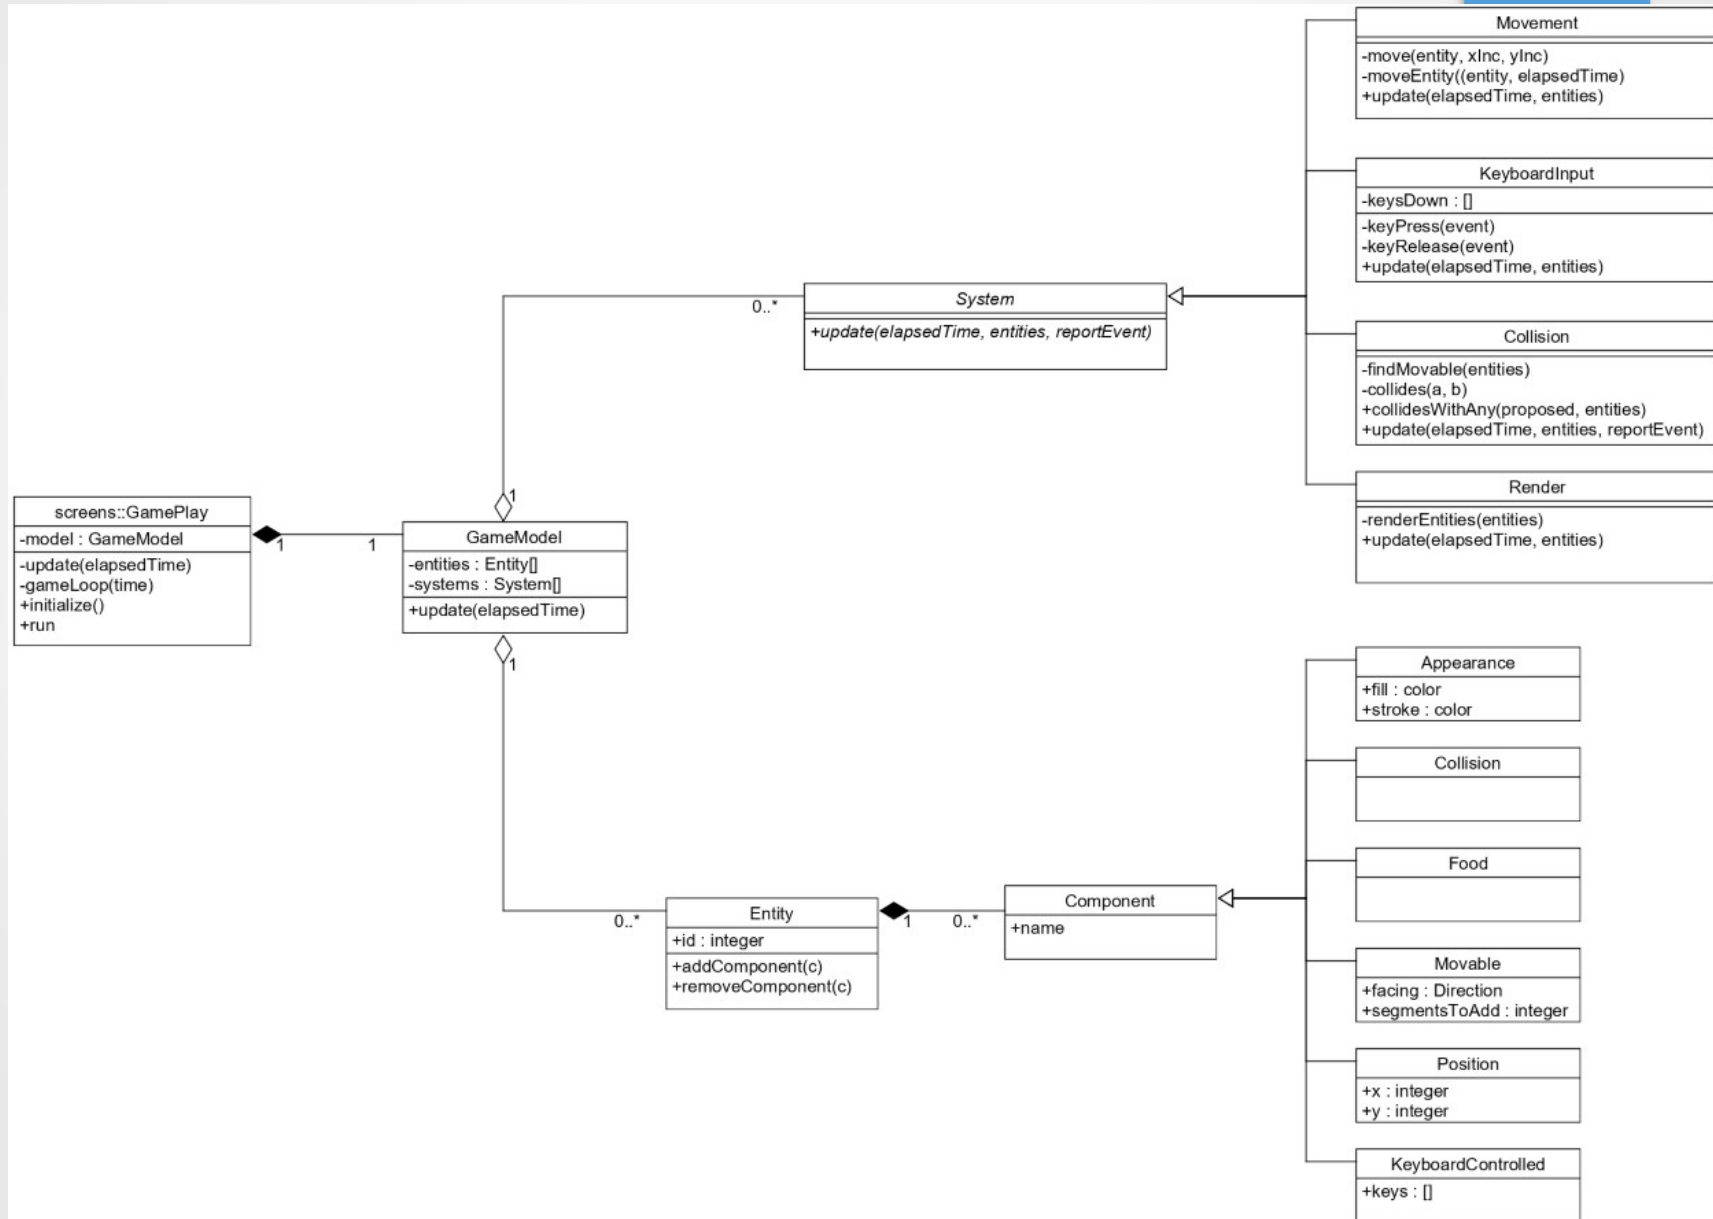 Movement
-move(entity, xInc, yInc)
-moveEntity((entity, elapsedTime)
+update(elapsedTime, entities)
KeyboardInput
-keysDown : []
-keyPress(event)
-keyRelease(event)
+update(elapsedTime, entities)
System
0..*
+update(elapsedTime, entities, reportEvent)
Collision
-findMovable(entities)
-collides(a, b)
+collidesWithAny(proposed, entities)
+update(elapsedTime, entities, reportEvent)
Render
-renderEntities(entities)
+update(elapsedTime, entities)
screens::GamePlay
-model : GameModel
-update(elapsedTime)
-gameLoop(time)
+initialize()
+run
1
1
1
GameModel
-entities : Entity[]
-systems : System[]
+update(elapsedTime)
1
Appearance
+fill : color
+stroke : color
Collision
Food
0..*
Entity
+id : integer
+addComponent(c)
+removeComponent(c)
1
0..*
Component
+name
Movable
+facing : Direction
+segmentsToAdd : integer
Position
+x : integer
+y : integer
KeyboardControlled
+keys : []